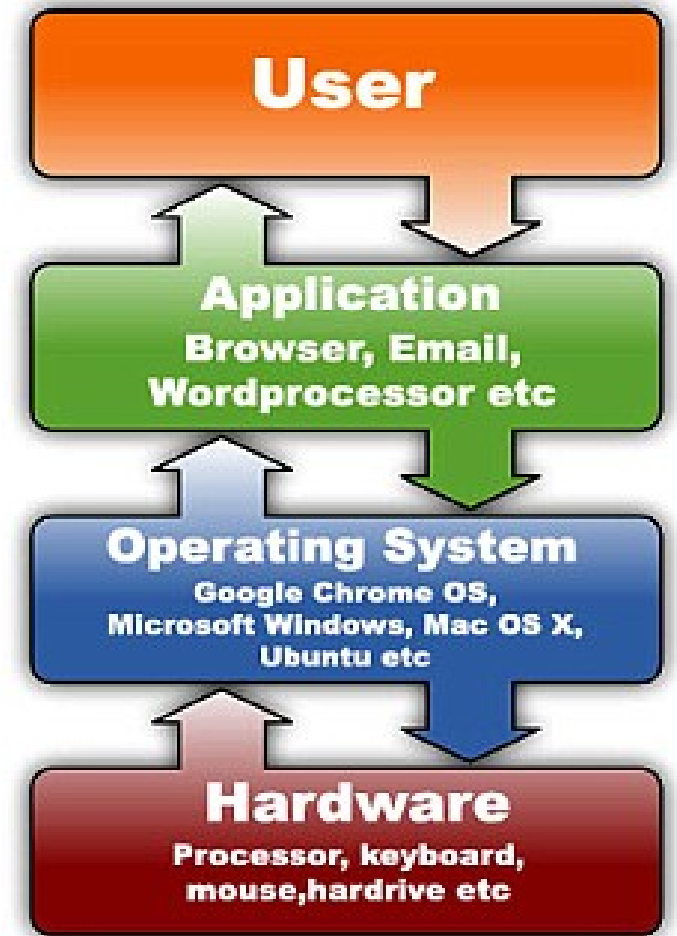 User
Application
Browser, Email,
Wordprocessor etc
Operating System
Google Chrome OS,
Microsoft Windows, Mac OS X,
Ubuntu etc
Hardware
Processor, keyboard,
mouse,hardrive etc